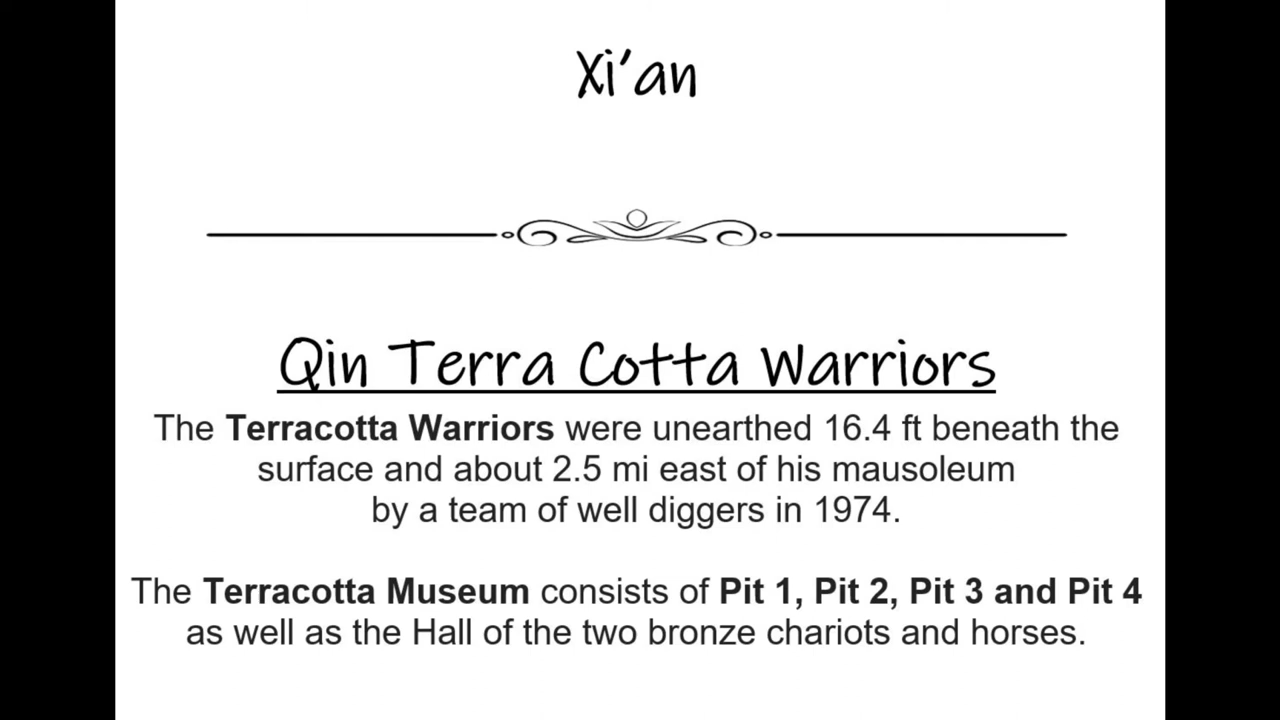 Xi'an
Qin Terra Cotta Warriors
The Terracotta Warriors were unearthed 16.4 ft beneath the
surface and about 2.5 mi east of his mausoleum
by a team of well diggers in 1974.
The Terracotta Museum consists of Pit 1, Pit 2, Pit 3 and Pit 4
as well as the Hall of the two bronze chariots and horses.